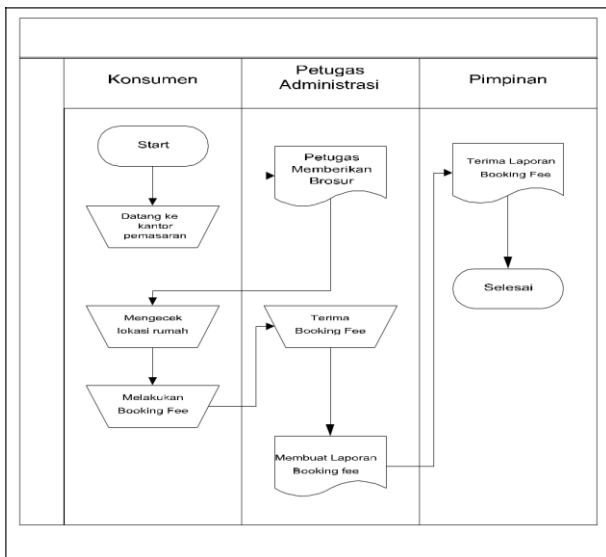 Konsumen
Petugas
Administrasi
Pimpinan
Start
Datang ke
kantor
pemasaran
Petugas
Memberikan
Brosur
Terima Laporan
Booking Fee
Selesai
Mengecek
lokasi rumah
Terima
Booking Fee
Melakukan
Booking Fee
Membuat Laporan
Booking fee